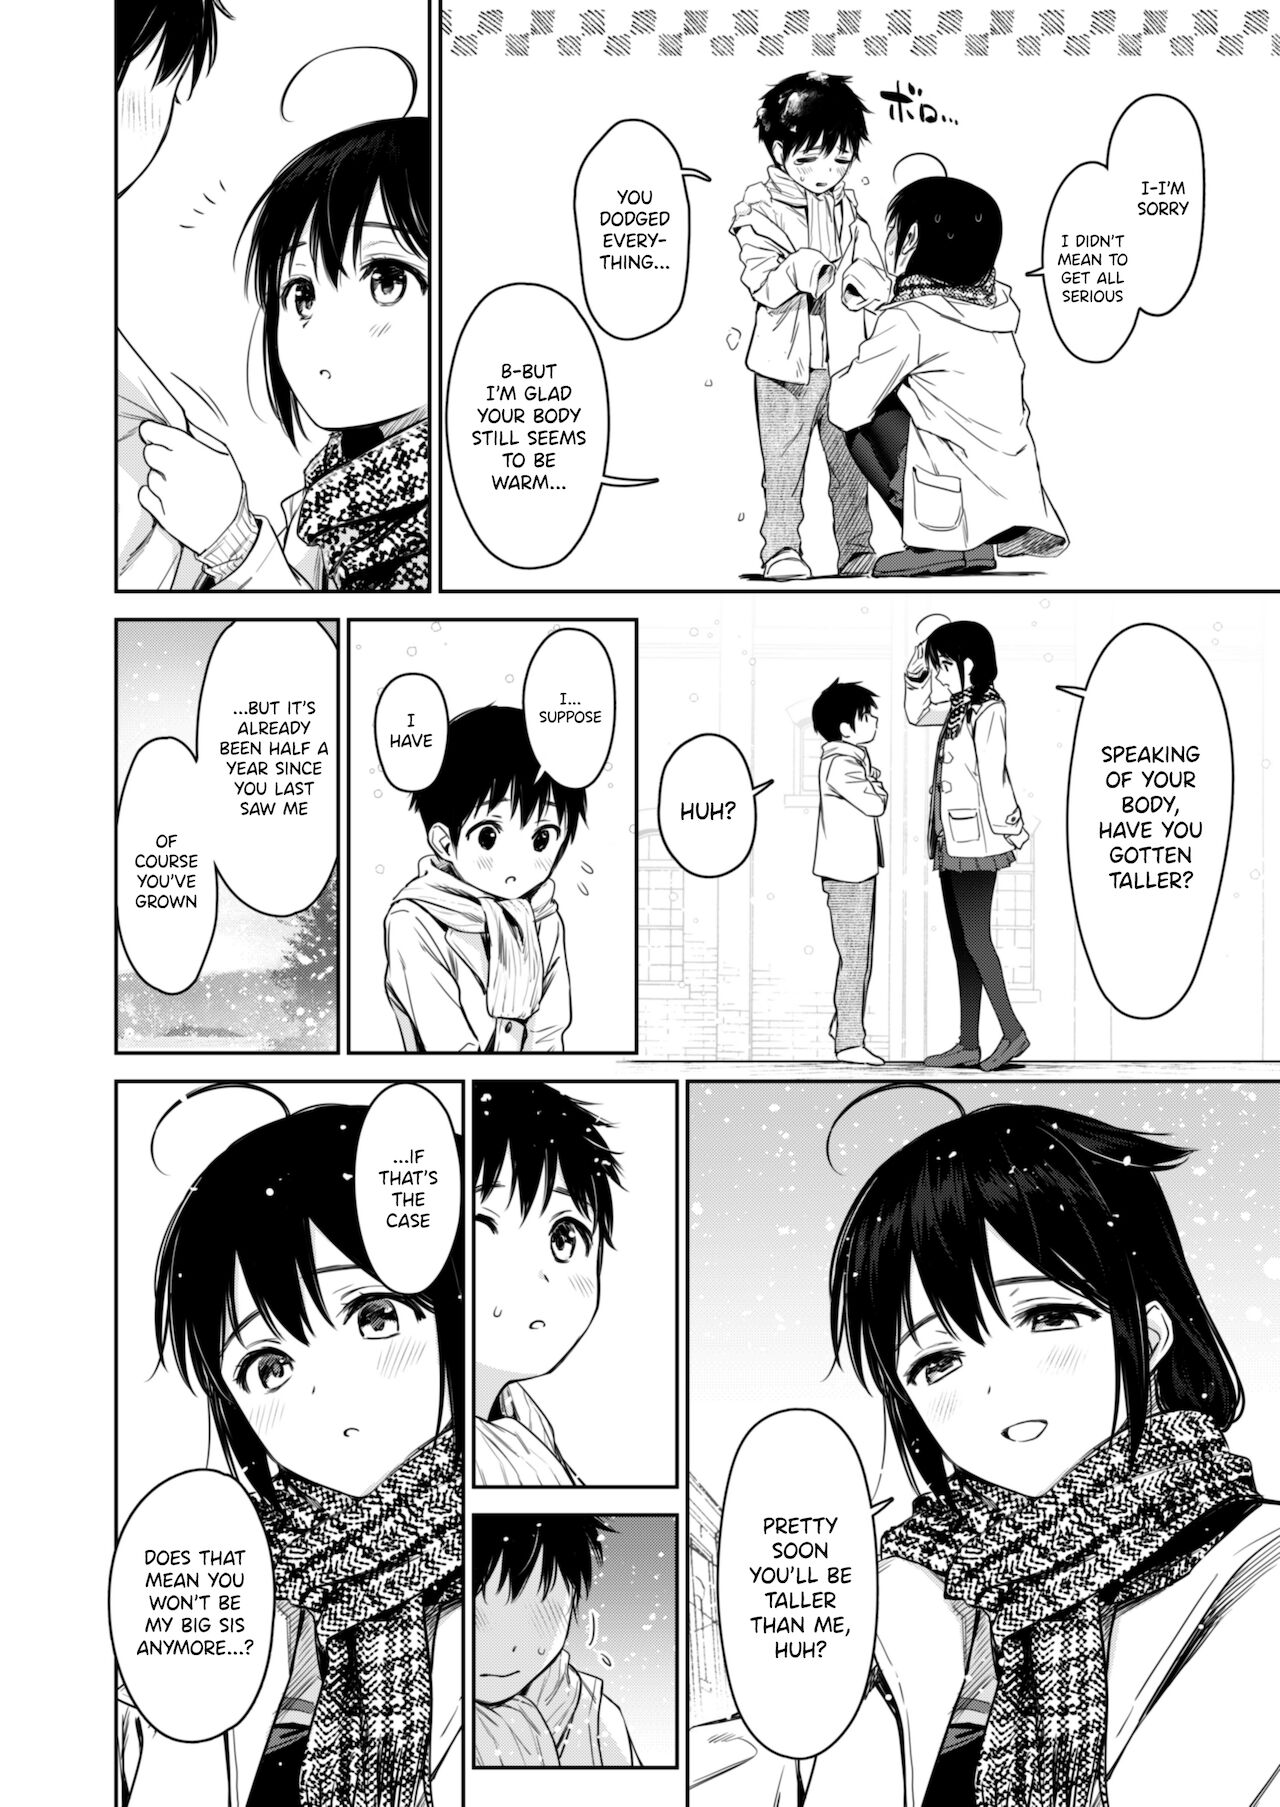 I-I'M
SORRY
I DIDN'T
MEAN TO
GET ALL
SERIOUS
ボロ...
YOU
DODGED
EVERY-
THING...
B-BUT
I'M GLAD
YOUR BODY
STILL SEEMS
TO BE
WARM...
SPEAKING
OF YOUR
BODY,
HAVE YOU
GOTTEN
TALLER?
HUH?
I...
SUPPOSE
I
HAVE
...BUT IT'S
ALREADY
BEEN HALF A
YEAR SINCE
YOU LAST
SAW ME
OF
COURSE
YOU'VE
GROWN
PRETTY
SOON
YOU'LL BE
TALLER
THAN ME,
HUH?
...IF
THAT'S
THE
CASE
DOES THAT
MEAN YOU
WON'T BE
MY BIG SIS
ANYMORE...?